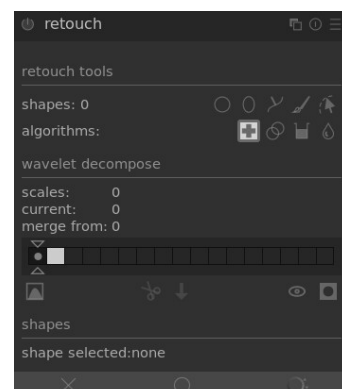 retouch
retouch tools
shapes: 0
algorithms:
wavelet decompose
scales: 0
current: 0
merge from: 0
shapes
shape selected:none